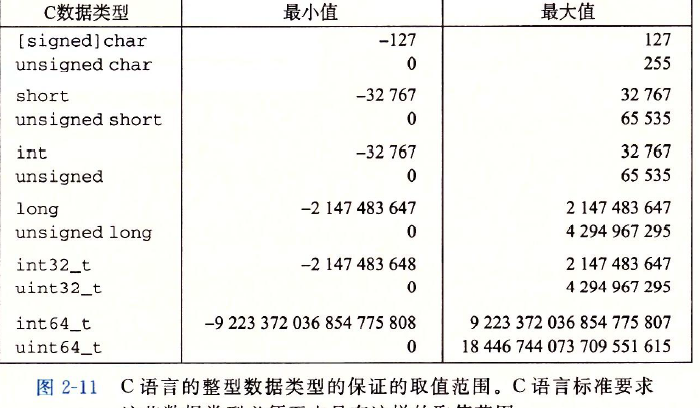 C数据类型 最小值 最大值
[signed]char -127 127
unsigned char 0 255
short -32 767 32 767
unsigned short 0 65 535
int -32 767 32 767
unsigned 0 65 535
long -2 147 483 647 2 147 483 647
unsigned long 0 4 294 967 295
int32_t -2 147 483 648 2 147 483 647
uint32_t 0 4 294 967 295
int64_t -9 223 372 036 854 775 808 9 223 372 036 854 775 807
uint64_t 0 18 446 744 073 709 551 615
图 2-11 C 语言的整型数据类型的保证的取值范围。C 语言标准要求